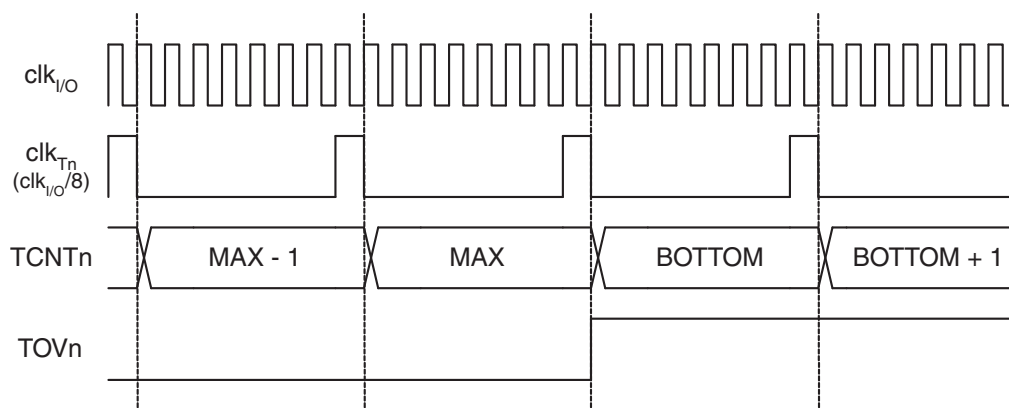 clkI/O
clkTn
(clkI/O/8)
TCNTn
MAX - 1
MAX
BOTTOM
BOTTOM + 1
TOVn